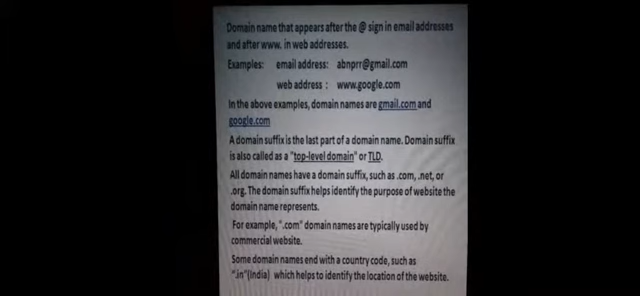 Domain name that appears after the @ sign in email addresses
and after www. in web addresses.
Examples: email address: abnprr@gmail.com
web address : www.google.com
In the above examples, domain names are gmail.com and
google.com
A domain suffix is the last part of a domain name. Domain suffix
is also called as a "top-level domain" or TLD.
All domain names have a domain suffix, such as .com, .net, or
.org. The domain suffix helps identify the purpose of website the
domain name represents.
For example, ".com" domain names are typically used by
commercial website.
Some domain names end with a country code, such as
".in"(India) which helps to identify the location of the website.